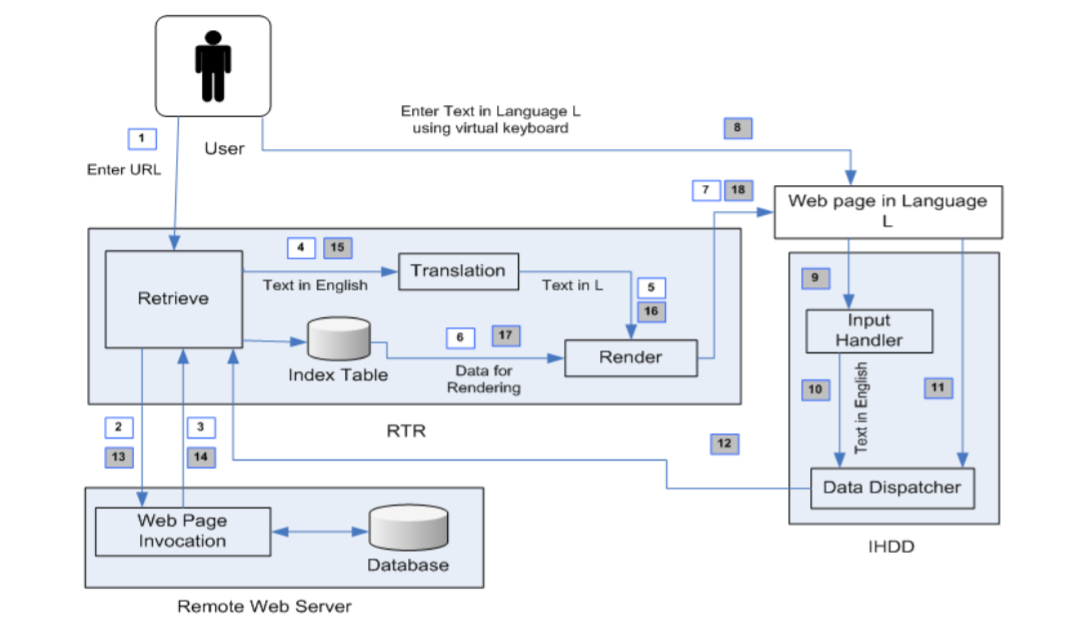 1
User
Enter URL
Enter Text in Language L
using virtual keyboard
8
7
18
Web page in Language
L
4
15
Retrieve
Text in English
Translation
Text in L
5
16
Index Table
6
17
Data for
Rendering
Render
RTR
9
Input
Handler
10
Text in English
11
12
Data Dispatcher
IHDD
2
13
3
14
Web Page
Invocation
Database
Remote Web Server